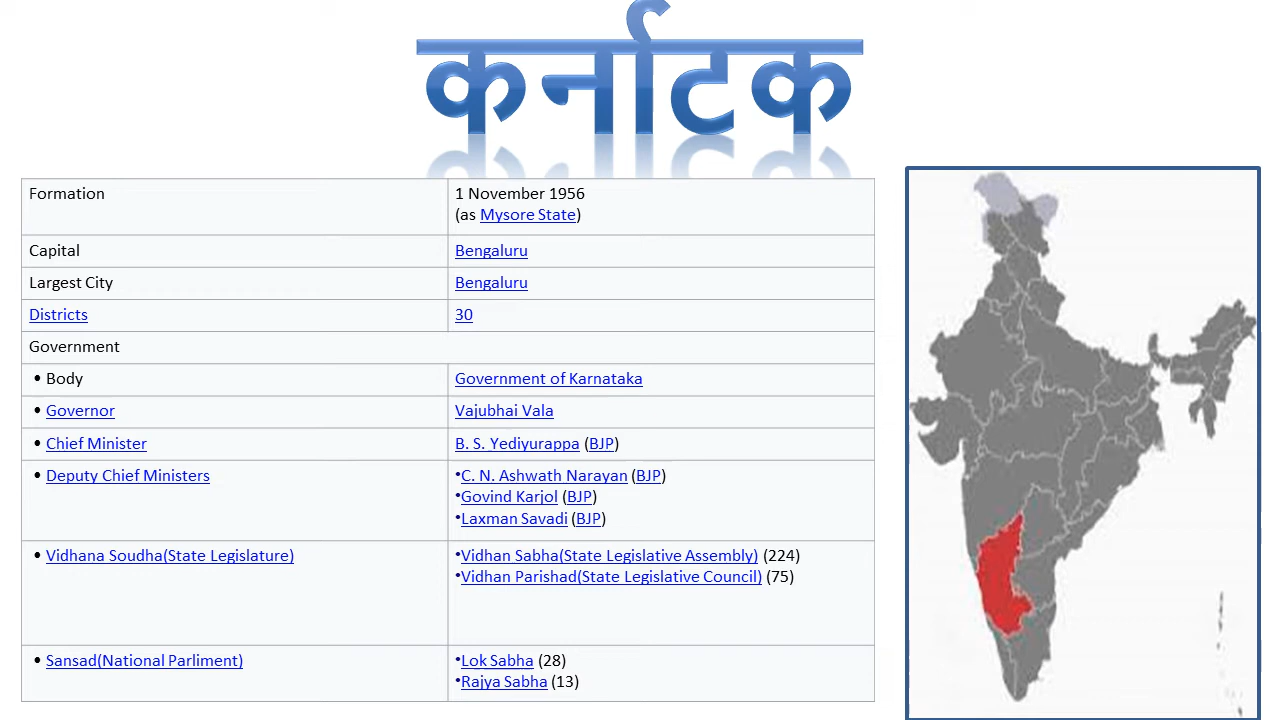 कर्नाटक
Formation 1 November 1956
(as Mysore State)
Capital Bengaluru
Largest City Bengaluru
Districts 30
Government
• Body Government of Karnataka
• Governor Vajubhai Vala
• Chief Minister B. S. Yediyurappa (BJP)
• Deputy Chief Ministers •C. N. Ashwath Narayan (BJP)
•Govind Karjol (BJP)
•Laxman Savadi (BJP)
• Vidhana Soudha(State Legislature) •Vidhan Sabha(State Legislative Assembly) (224)
•Vidhan Parishad(State Legislative Council) (75)
• Sansad(National Parliment) •Lok Sabha (28)
•Rajya Sabha (13)